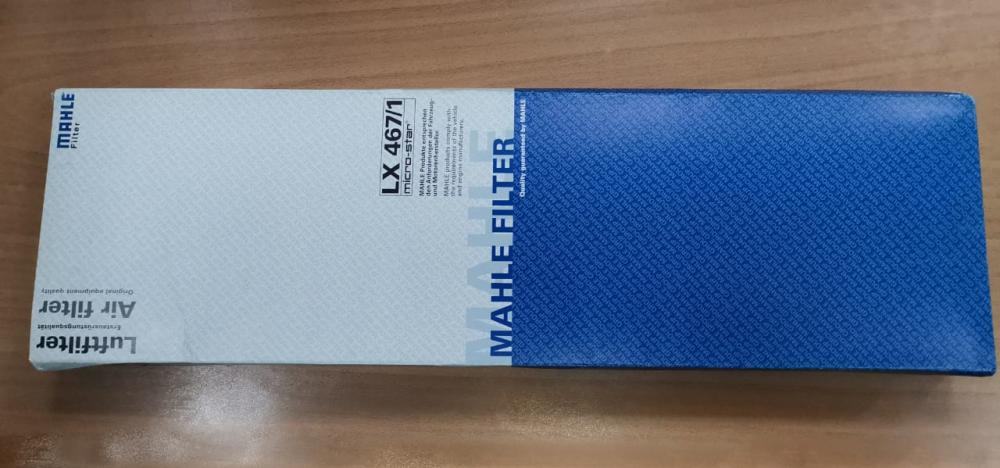 MAHLE
Filter
LX 467/1
micro-star
MAHLE Produkte entsprechen
den Anforderungen der Fahrzeug-
und Motorenhersteller.
MAHLE products comply with
the requirements of the vehicle
and engine manufacturers.
MAHLE
MAHLE FILTER
Quality guaranteed by MAHLE
Luftfilter
Erstausrüstungsqualität
Air filter
Original equipment quality